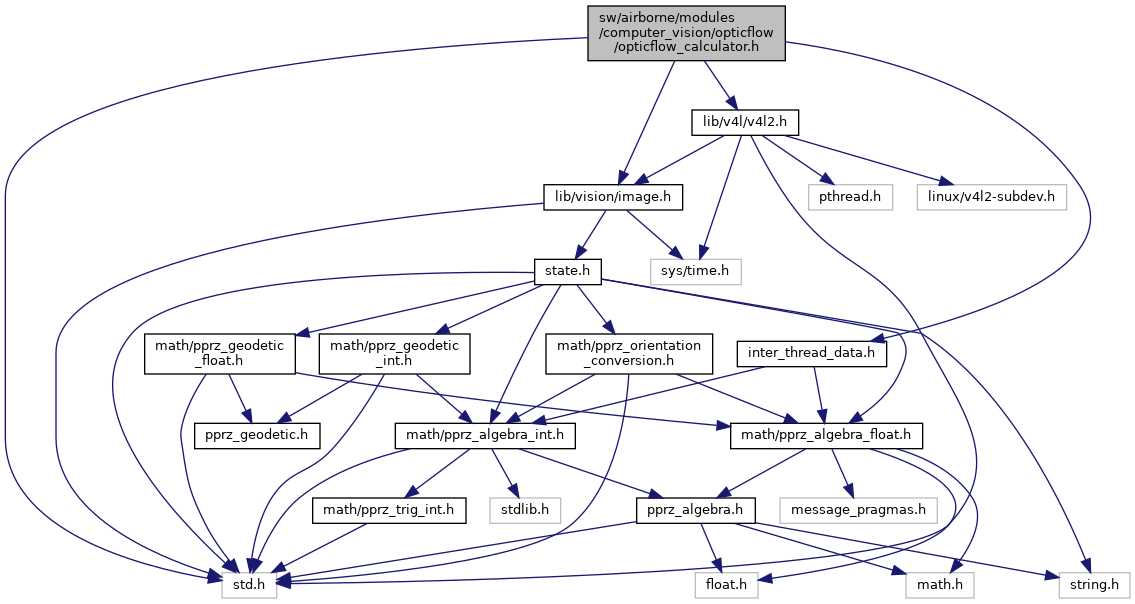 sw/airborne/modules
/computer_vision/opticflow
/opticflow_calculator.h
lib/v4l/v4l2.h
lib/vision/image.h
pthread.h
linux/v4l2-subdev.h
state.h
sys/time.h
math/pprz_geodetic
_float.h
math/pprz_geodetic
_int.h
math/pprz_orientation
_conversion.h
inter_thread_data.h
pprz_geodetic.h
math/pprz_algebra_int.h
math/pprz_algebra_float.h
math/pprz_trig_int.h
stdlib.h
pprz_algebra.h
message_pragmas.h
std.h
float.h
math.h
string.h